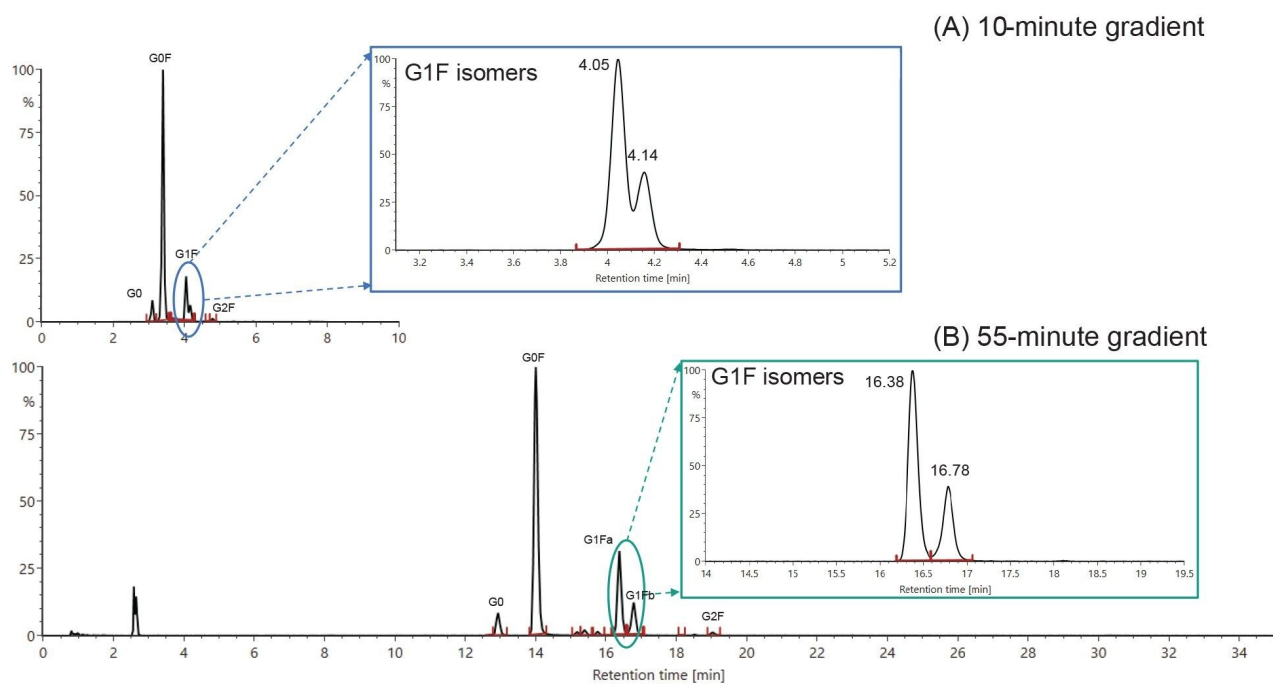 (A) 10-minute gradient
G0F
100
%
75
50
25
0
G0
G1F
G2F
0 2 4 6 8 10
G1F isomers
100
%
75
50
25
0
4.05
4.14
3.2 3.4 3.6 3.8 4 4.2 4.4 4.6 4.8 5 5.2
Retention time [min]
(B) 55-minute gradient
G0F
100
%
75
50
25
0
G0
G1Fa
G1Fb
G2F
0 2 4 6 8 10 12 14 16 18 20 22 24 26 28 30 32 34
Retention time [min]
G1F isomers
100
%
75
50
25
0
16.38
16.78
14 14.5 15 15.5 16 16.5 17 17.5 18 18.5 19 19.5
Retention time [min]